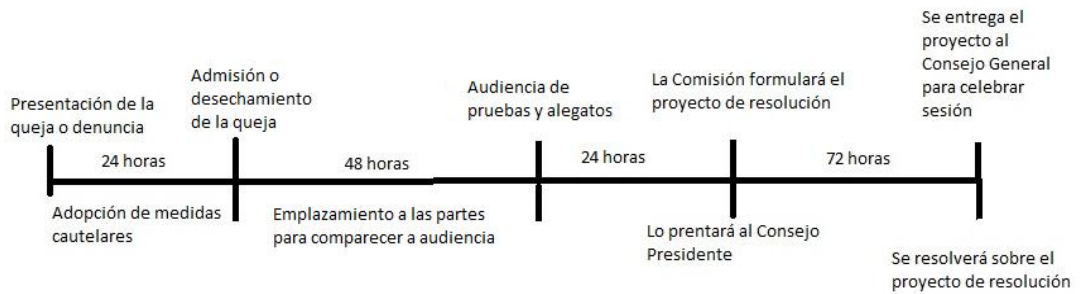 Presentación de la
queja o denuncia
24 horas
Adopción de medidas
cautelares
Admisión o
desechamiento
de la queja
48 horas
Emplazamiento a las partes
para comparecer a audiencia
Audiencia de
pruebas y alegatos
24 horas
La Comisión formulará el
proyecto de resolución
Lo prentará al Consejo
Presidente
72 horas
Se entrega el
proyecto al
Consejo General
para celebrar
sesión
Se resolverá sobre el
proyecto de resolución